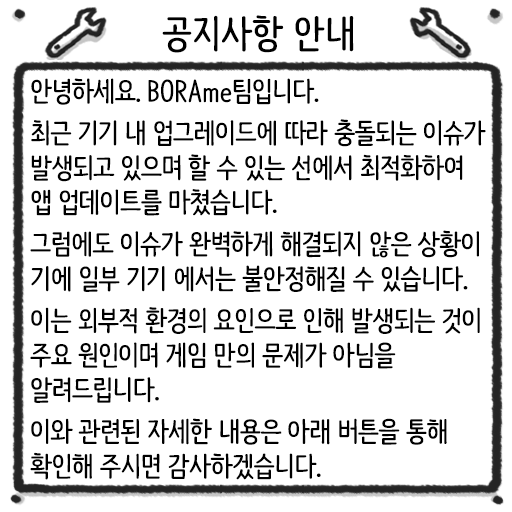 공지사항 안내
안녕하세요. BORAme팀입니다.
최근 기기 내 업그레이드에 따라 충돌되는 이슈가
발생되고 있으며 할 수 있는 선에서 최적화하여
앱 업데이트를 마쳤습니다.
그럼에도 이슈가 완벽하게 해결되지 않은 상황이
기에 일부 기기 에서는 불안정해질 수 있습니다.
이는 외부적 환경의 요인으로 인해 발생되는 것이
주요 원인이며 게임 만의 문제가 아님을
알려드립니다.
이와 관련된 자세한 내용은 아래 버튼을 통해
확인해 주시면 감사하겠습니다.